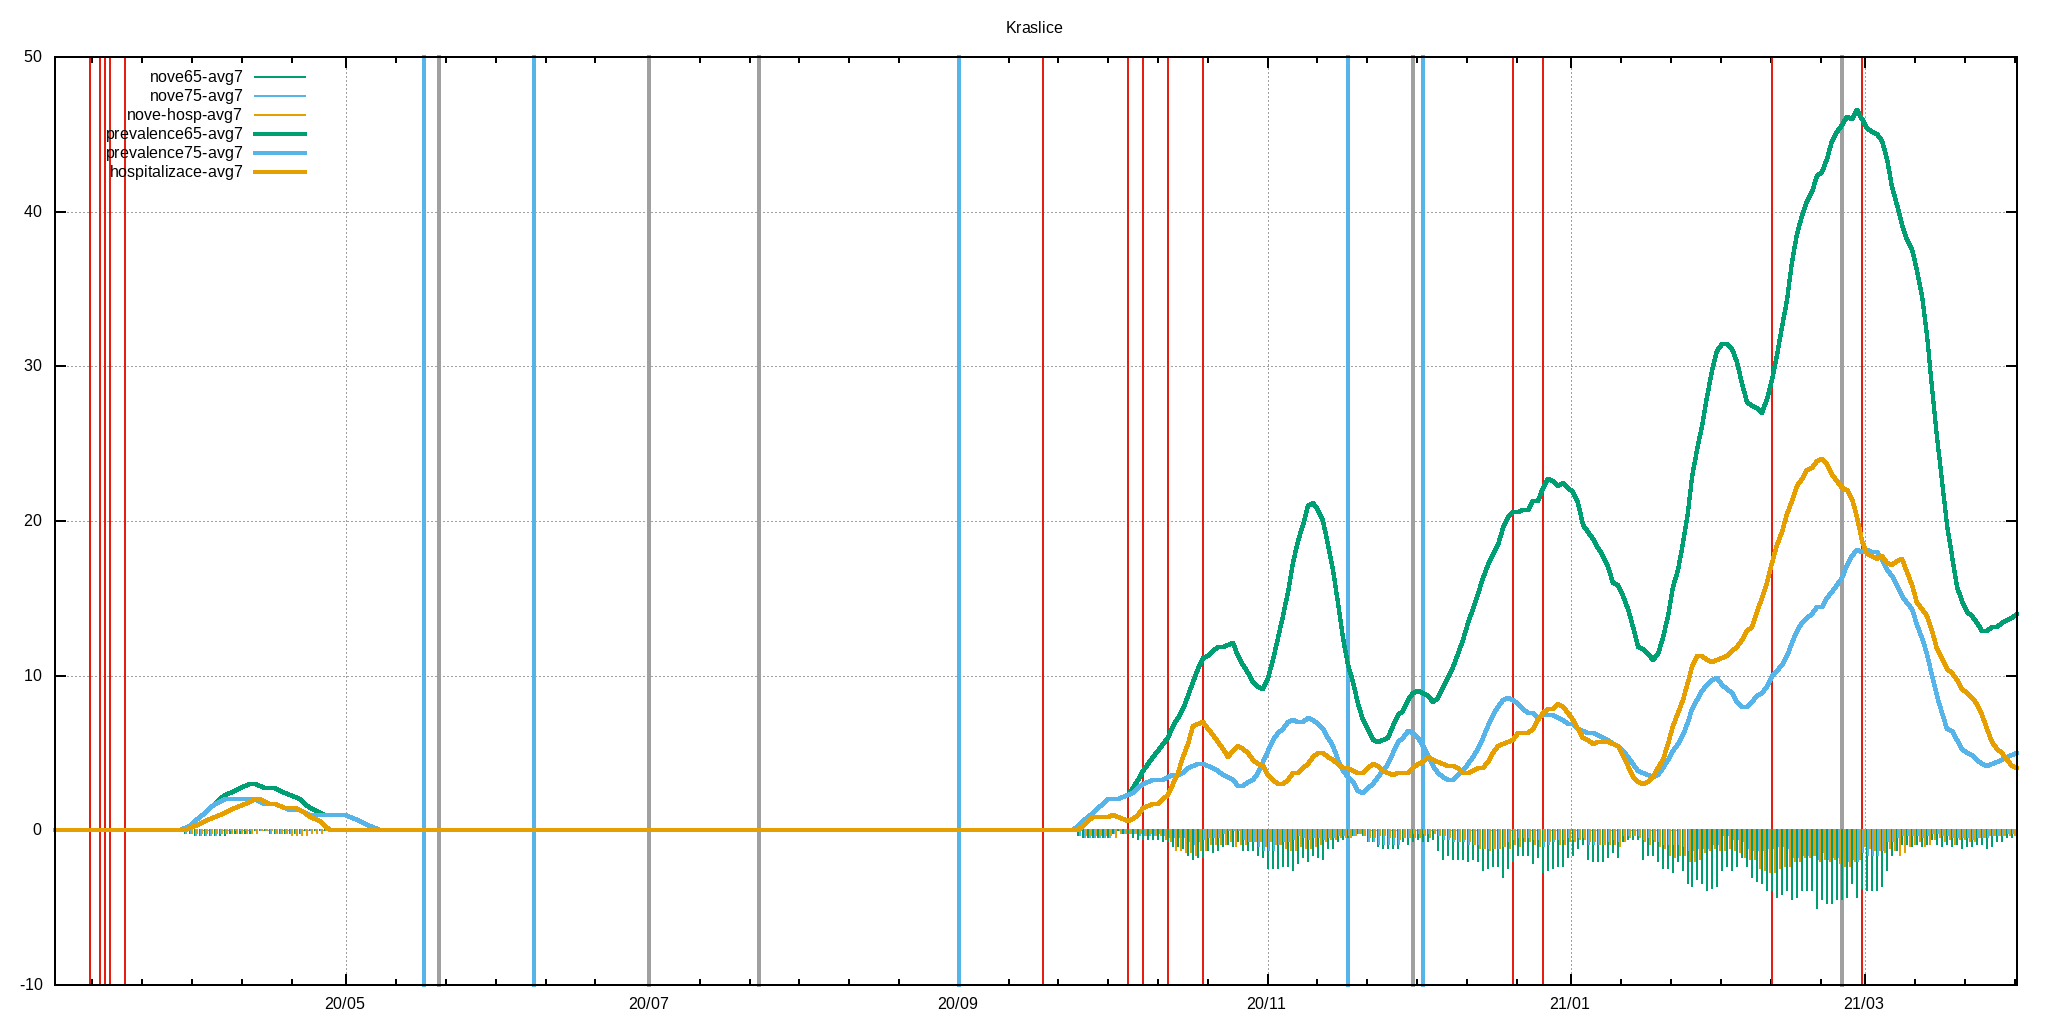 Kraslice
50
nove65-avg7
nove75-avg7
nove-hosp-avg7
prevalence65-avg7
prevalence75-avg7
hospitalizace-avg7
40
30
20
10
0
-10
20/05 20/07 20/09 20/11 21/01 21/03